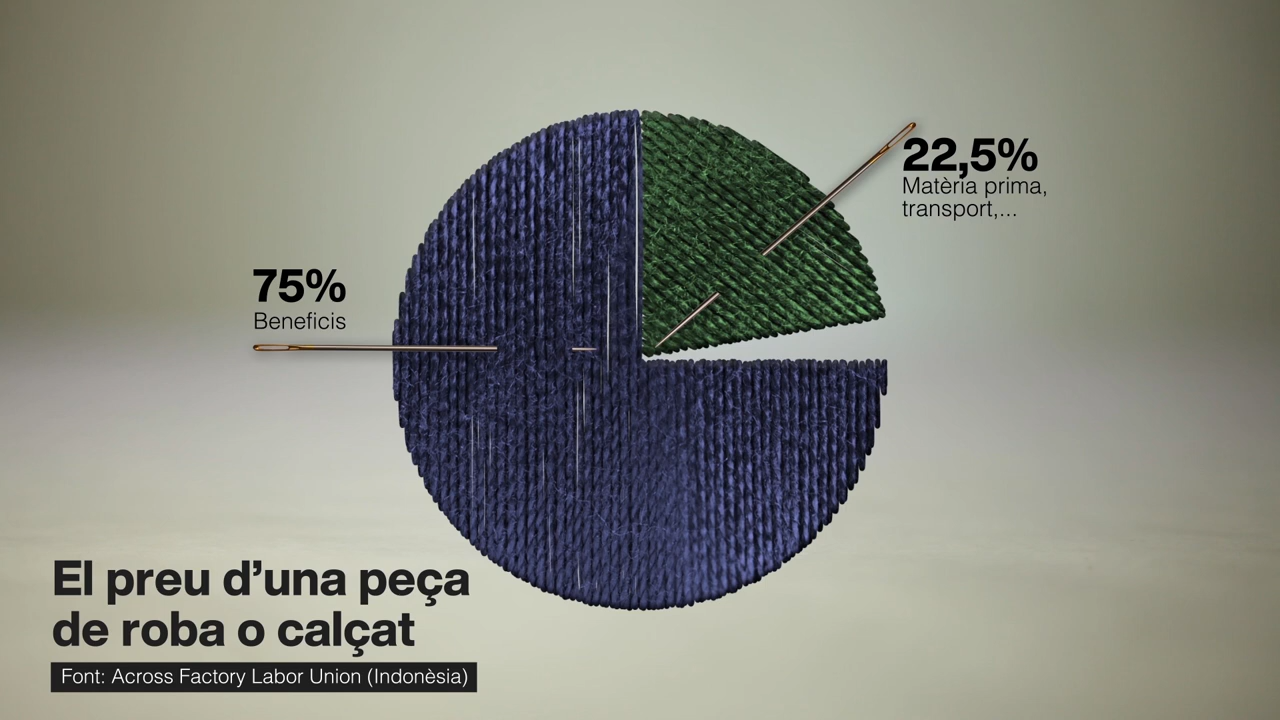 22,5%
Matèria prima,
transport,...
75%
Beneficis
El preu d’una peça
de roba o calçat
Font: Across Factory Labor Union (Indonèsia)